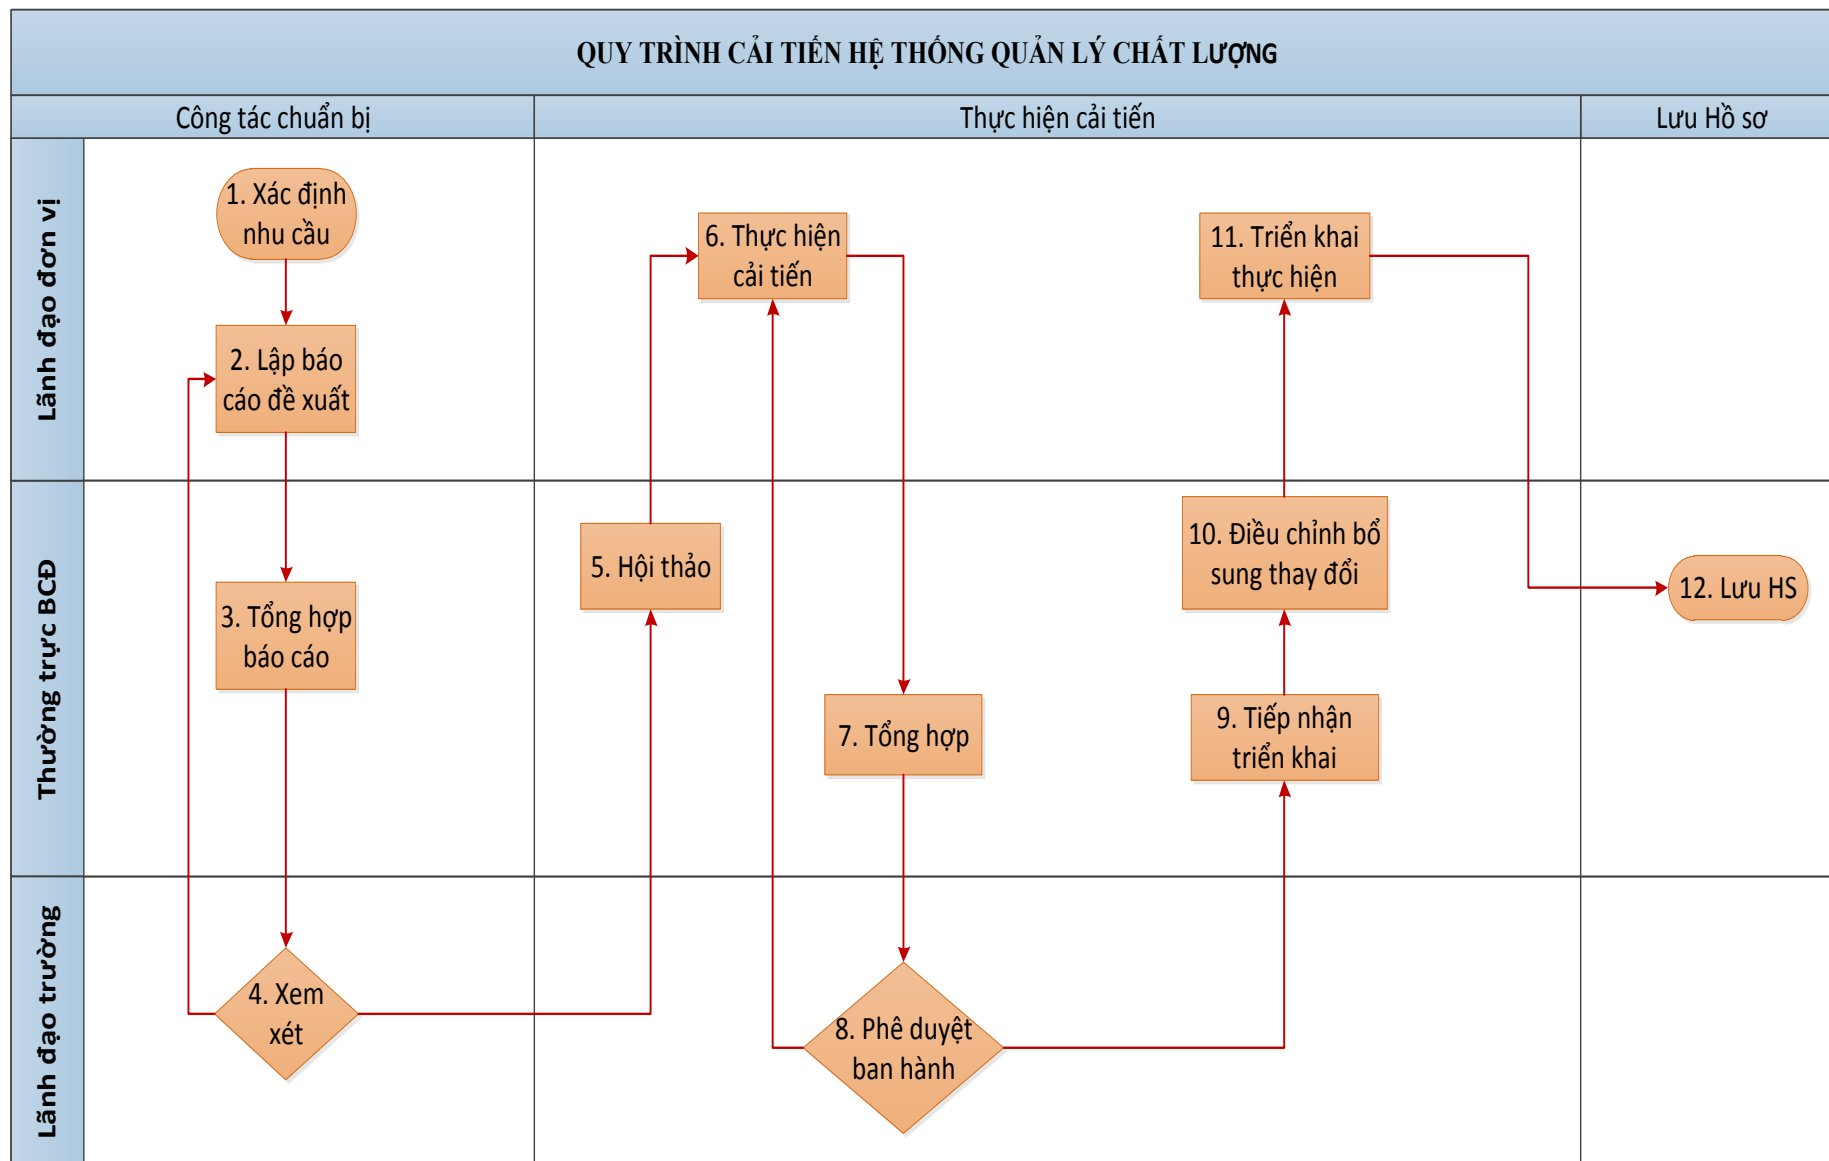 QUY TRÌNH CẢI TIẾN HỆ THỐNG QUẢN LÝ CHẤT LƯỢNG
Công tác chuẩn bị
Thực hiện cải tiến
Lưu Hồ sơ
Lãnh đạo đơn vị
1. Xác định
nhu cầu
2. Lập báo
cáo đề xuất
6. Thực hiện
cải tiến
11. Triển khai
thực hiện
Thường trực BCĐ
3. Tổng hợp
báo cáo
5. Hội thảo
7. Tổng hợp
10. Điều chỉnh bổ
sung thay đổi
9. Tiếp nhận
triển khai
12. Lưu HS
Lãnh đạo trường
4. Xem
xét
8. Phê duyệt
ban hành